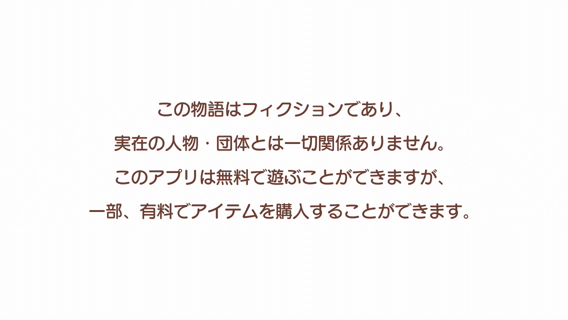 この物語はフィクションであり、
実在の人物・団体とは一切関係ありません。
このアプリは無料で遊ぶことができますが、
一部、有料でアイテムを購入することができます。